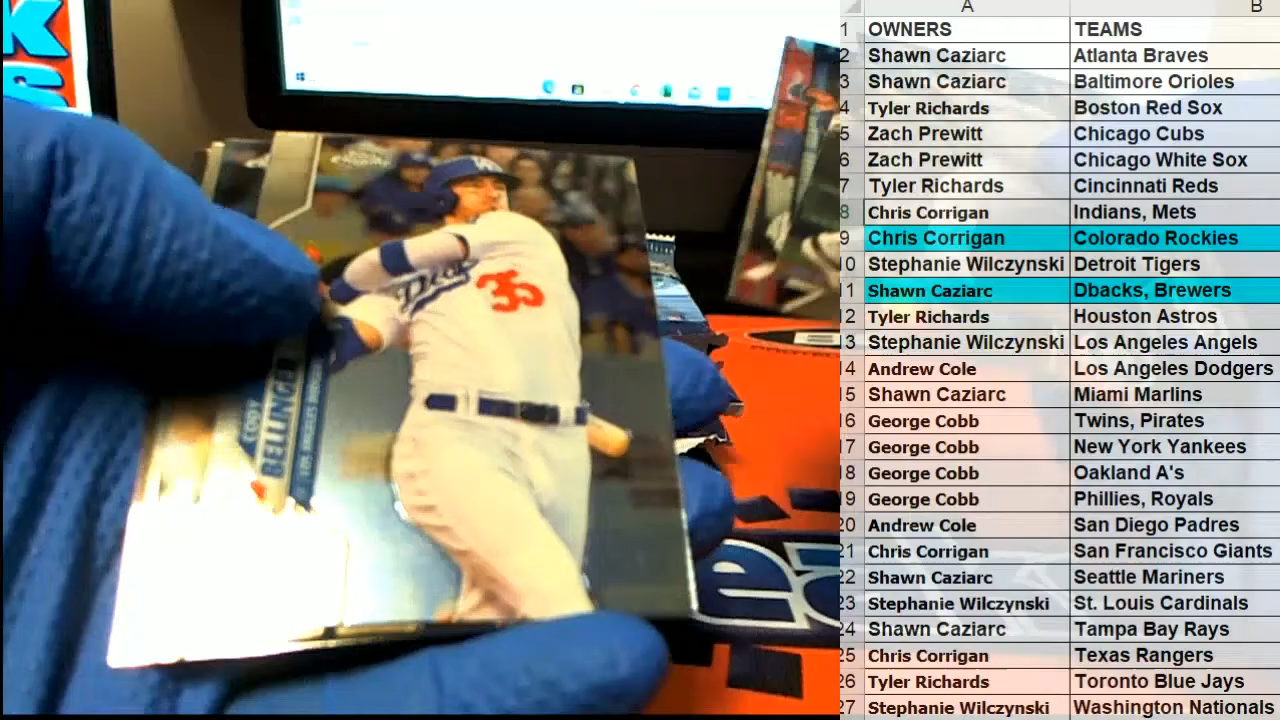 A B
1 OWNERS TEAMS
2 Shawn Caziarc Atlanta Braves
3 Shawn Caziarc Baltimore Orioles
4 Tyler Richards Boston Red Sox
5 Zach Prewitt Chicago Cubs
6 Zach Prewitt Chicago White Sox
7 Tyler Richards Cincinnati Reds
8 Chris Corrigan Indians, Mets
9 Chris Corrigan Colorado Rockies
10 Stephanie Wilczynski Detroit Tigers
11 Shawn Caziarc Dbacks, Brewers
12 Tyler Richards Houston Astros
13 Stephanie Wilczynski Los Angeles Angels
14 Andrew Cole Los Angeles Dodgers
15 Shawn Caziarc Miami Marlins
16 George Cobb Twins, Pirates
17 George Cobb New York Yankees
18 George Cobb Oakland A's
19 George Cobb Phillies, Royals
20 Andrew Cole San Diego Padres
21 Chris Corrigan San Francisco Giants
22 Shawn Caziarc Seattle Mariners
23 Stephanie Wilczynski St. Louis Cardinals
24 Shawn Caziarc Tampa Bay Rays
25 Chris Corrigan Texas Rangers
26 Tyler Richards Toronto Blue Jays
27 Stephanie Wilczynski Washington Nationals
35
CODY
BELLINGER
LOS ANGELES DODGERS